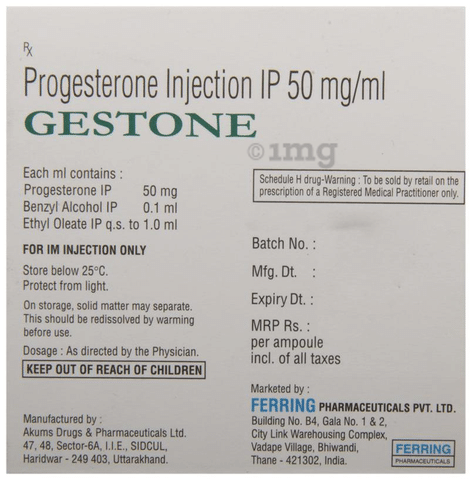 Rx
Progesterone Injection IP 50 mg/ml
GESTONE
©1mg
Each ml contains :
Progesterone IP 50 mg
Benzyl Alcohol IP 0.1 ml
Ethyl Oleate IP q.s. to 1.0 ml
FOR IM INJECTION ONLY
Store below 25°C.
Protect from light.
On storage, solid matter may separate.
This should be redissolved by warming
before use.
Dosage : As directed by the Physician.
KEEP OUT OF REACH OF CHILDREN
Manufactured by :
Akums Drugs & Pharmaceuticals Ltd.
47, 48, Sector-6A, I.I.E., SIDCUL,
Haridwar - 249 403, Uttarakhand.
Schedule H drug-Warning : To be sold by retail on the
prescription of a Registered Medical Practitioner only.
Batch No. :
Mfg. Dt. :
Expiry Dt. :
MRP Rs. :
per ampoule
incl. of all taxes
Marketed by :
FERRING PHARMACEUTICALS PVT. LTD.
Building No. B4, Gala No. 1 & 2,
City Link Warehousing Complex,
Vadape Village, Bhiwandi,
Thane - 421302, India.
FERRING
PHARMACEUTICALS